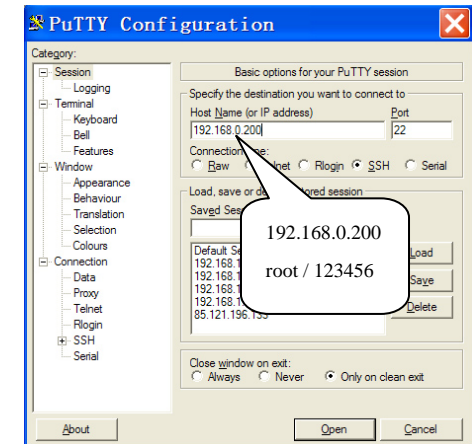 PuTTY Configuration
Category:
Session
Logging
Terminal
Keyboard
Bell
Features
Window
Appearance
Behaviour
Translation
Selection
Colours
Connection
Data
Proxy
Telnet
Rlogin
SSH
Serial
Basic options for your PuTTY session
Specify the destination you want to connect to
Host Name (or IP address) Port
192.168.0.200 22
Connection
Raw Rlogin SSH Serial
Load, save or stored session
Saved
Default
192.168.1
192.168.1
192.168.1
192.168.1
85.121.196.133
Load
Save
Delete
192.168.0.200
root / 123456
Close window on exit:
Always Never Only on clean exit
About Open Cancel